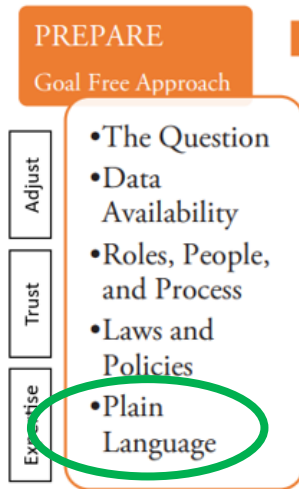 PREPARE
Goal Free Approach
Adjust
Trust
Expertise
•The Question
•Data
Availability
•Roles, People,
and Process
•Laws and
Policies
•Plain
Language